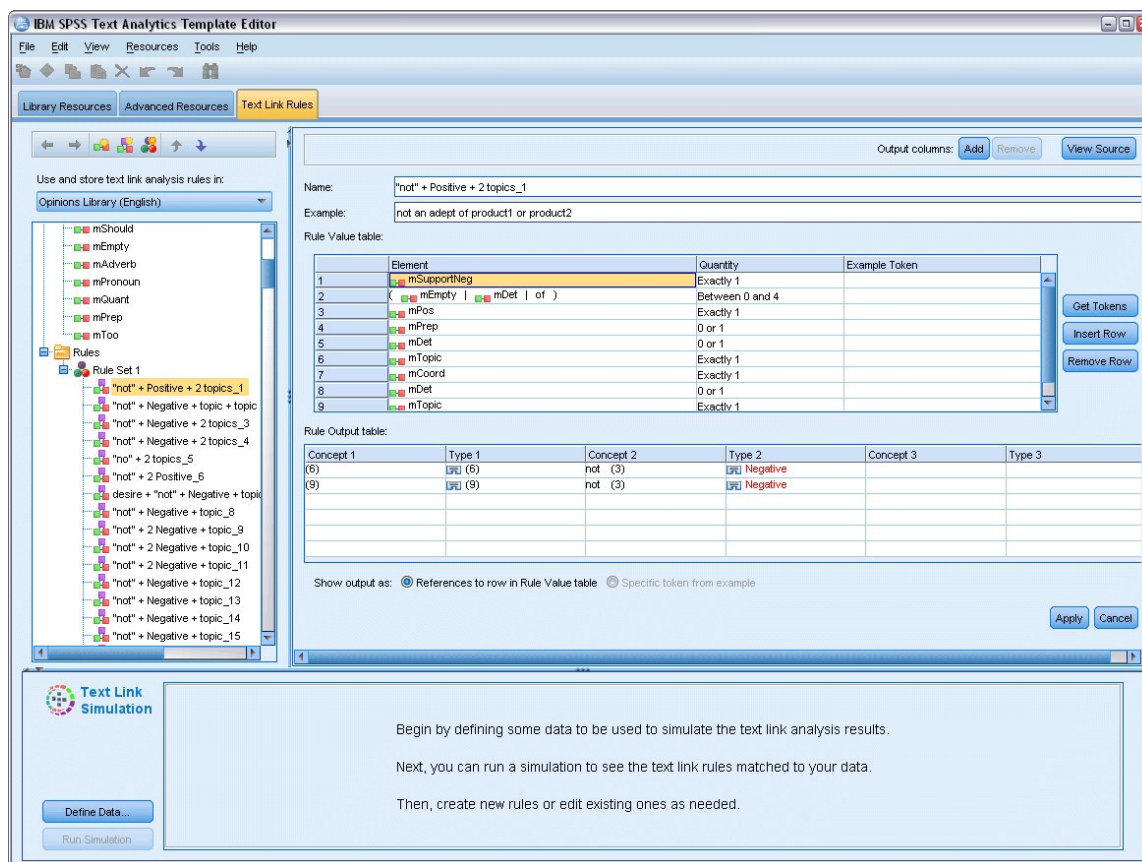 IBM SPSS Text Analytics Template Editor
File Edit View Resources Tools Help
Library Resources Advanced Resources Text Link Rules
Use and store text link analysis rules in:
Opinions Library (English)
mShould
mEmpty
mAdverb
mPronoun
mQuant
mPrep
mToo
Rules
Rule Set 1
"not" + Positive + 2 topics_1
"not" + Negative + topic + topic
"not" + Negative + 2 topics_3
"not" + Negative + 2 topics_4
"no" + 2 topics_5
"not" + 2 Positive_6
desire + "not" + Negative + topic
"not" + Negative + topic_8
"not" + 2 Negative + topic_9
"not" + 2 Negative + topic_10
"not" + 2 Negative + topic_11
"not" + Negative + topic_12
"not" + Negative + topic_13
"not" + Negative + topic_14
"not" + Negative + topic_15
Output columns: Add Remove View Source
Name: "not" + Positive + 2 topics_1
Example: not an adept of product1 or product2
Rule Value table:
Element Quantity Example Token
1 mSupportNeg Exactly 1
2 ( mEmpty | mDet | of ) Between 0 and 4
3 mPos Exactly 1
4 mPrep 0 or 1
5 mDet 0 or 1
6 mTopic Exactly 1
7 mCoord Exactly 1
8 mDet 0 or 1
9 mTopic Exactly 1
Get Tokens
Insert Row
Remove Row
Rule Output table:
Concept 1 Type 1 Concept 2 Type 2 Concept 3 Type 3
(6) (6) not (3) Negative
(9) (9) not (3) Negative
Show output as: References to row in Rule Value table Specific token from example
Apply Cancel
Text Link
Simulation
Define Data...
Run Simulation
Begin by defining some data to be used to simulate the text link analysis results.
Next, you can run a simulation to see the text link rules matched to your data.
Then, create new rules or edit existing ones as needed.